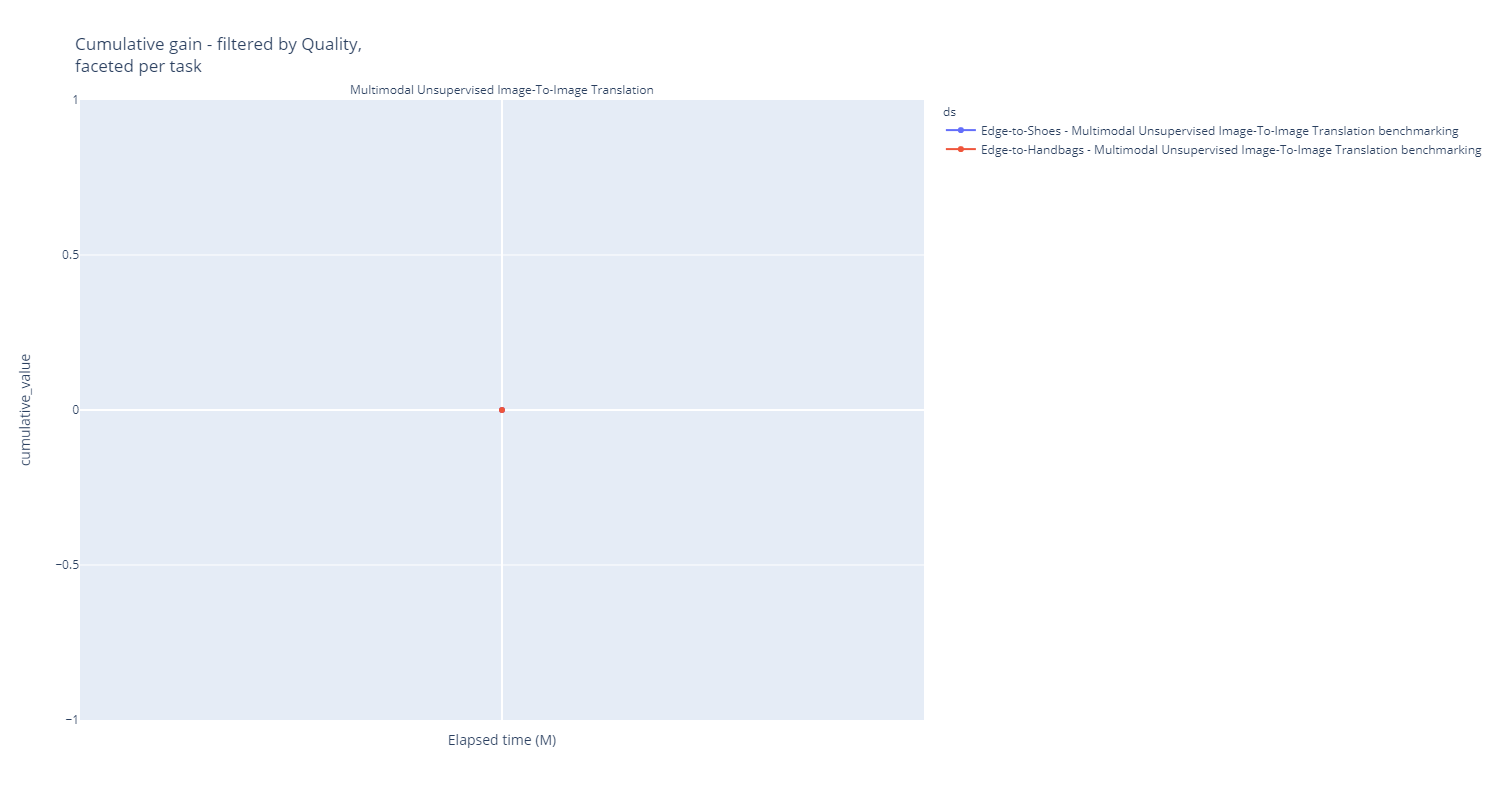 Cumulative gain - filtered by Quality,
faceted per task
Multimodal Unsupervised Image-To-Image Translation
1
0.5
0
−0.5
−1
cumulative_value
Elapsed time (M)
ds
Edge-to-Shoes - Multimodal Unsupervised Image-To-Image Translation benchmarking
Edge-to-Handbags - Multimodal Unsupervised Image-To-Image Translation benchmarking